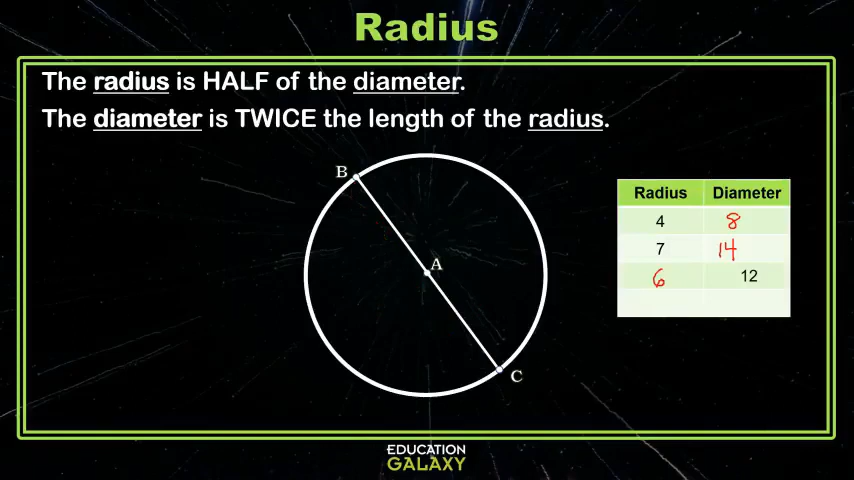 Radius
The radius is HALF of the diameter.
The diameter is TWICE the length of the radius.
B
A
C
Radius Diameter
4 8
7 14
6 12
EDUCATION
GALAXY